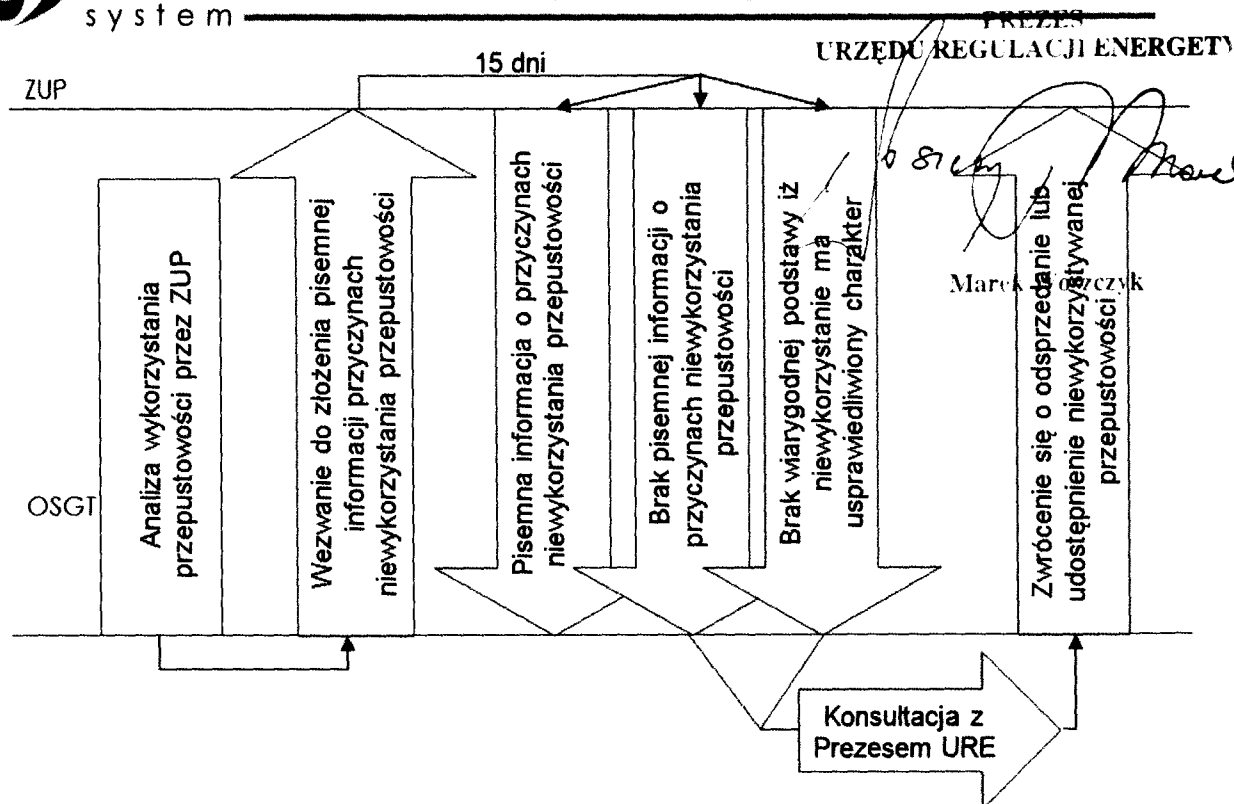 system
PREZES
URZĘDU REGULACJI ENERGETY
15 dni
ZUP
OSGT
Analiza wykorzystania
przepustowości przez ZUP
Wezwanie do złożenia pisemnej
informacji przyczynach
niewykorzystania przepustowości
Pisemna informacja o przyczynach
niewykorzystania przepustowości
Brak pisemnej informacji o
przyczynach niewykorzystania
przepustowości
Brak wiarygodnej podstawy iż
niewykorzystanie ma
usprawiedliwiony charakter
Marek Woszczyk
Zwrócenie się o odsprzedanie lub
udostępnienie niewykorzystywanej
przepustowości
Konsultacja z
Prezesem URE